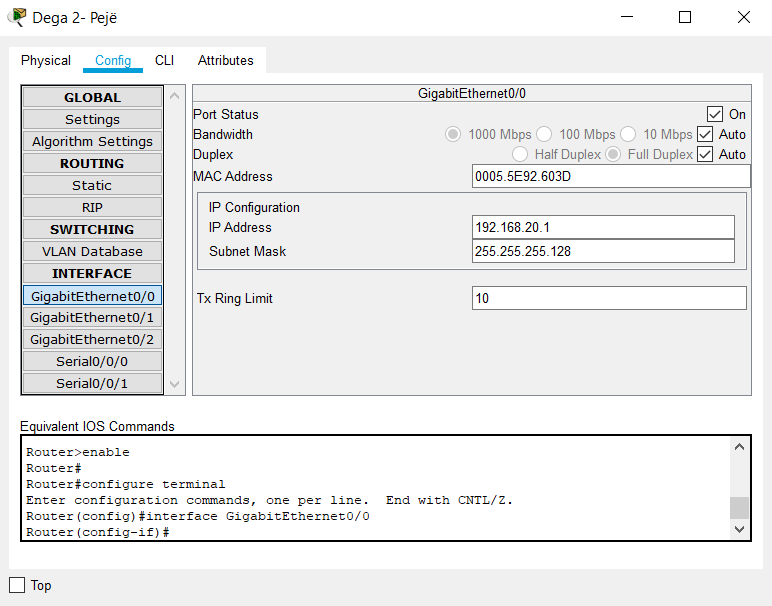 Dega 2- Pejë
Physical Config CLI Attributes
GLOBAL
Settings
Algorithm Settings
ROUTING
Static
RIP
SWITCHING
VLAN Database
INTERFACE
GigabitEthernet0/0
GigabitEthernet0/1
GigabitEthernet0/2
Serial0/0/0
Serial0/0/1
GigabitEthernet0/0
Port Status On
Bandwidth 1000 Mbps 100 Mbps 10 Mbps Auto
Duplex Half Duplex Full Duplex Auto
MAC Address 0005.5E92.603D
IP Configuration
IP Address 192.168.20.1
Subnet Mask 255.255.255.128
Tx Ring Limit 10
Equivalent IOS Commands
Router>enable
Router#
Router#configure terminal
Enter configuration commands, one per line. End with CNTL/Z.
Router(config)#interface GigabitEthernet0/0
Router(config-if)#
Top